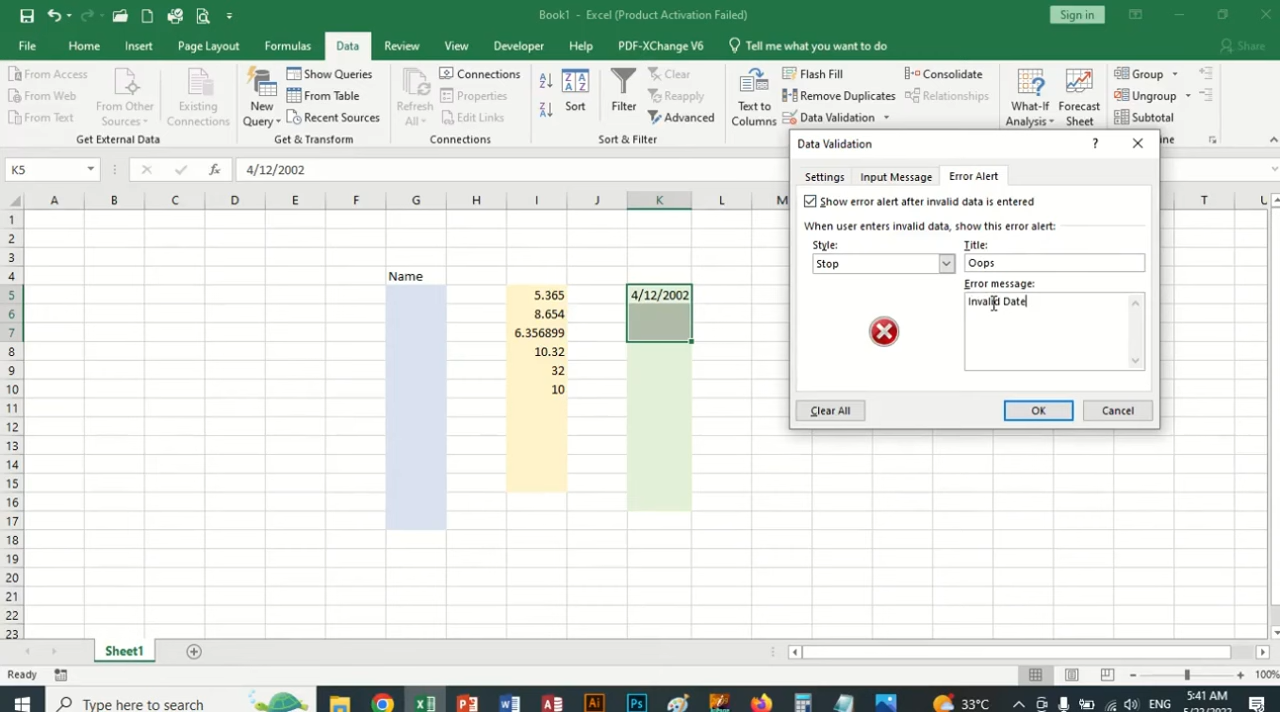 Book1 - Excel (Product Activation Failed)
Sign in
File Home Insert Page Layout Formulas Data Review View Developer Help PDF-XChange V6 Tell me what you want to do Share
From Access
From Web
From Text
From Other Sources
Existing Connections
Get External Data
New Query
Show Queries
From Table
Recent Sources
Get & Transform
Refresh All
Connections
Properties
Edit Links
Connections
Sort
Filter
Clear
Reapply
Advanced
Sort & Filter
Text to Columns
Flash Fill
Remove Duplicates
Data Validation
Consolidate
Relationships
What-If Analysis
Forecast Sheet
Group
Ungroup
Subtotal
K5
fx
4/12/2002
A B C D E F G H I J K L M T U
1
2
3
4 Name
5 5.365 4/12/2002
6 8.654
7 6.356899
8 10.32
9 32
10 10
11
12
13
14
15
16
17
18
19
20
21
22
23
Data Validation
?
Settings Input Message Error Alert
Show error alert after invalid data is entered
When user enters invalid data, show this error alert:
Style:
Stop
Title:
Oops
Error message:
Invalid Date
Clear All OK Cancel
Sheet1
Ready
100%
Type here to search
33°C
ENG
5:41 AM